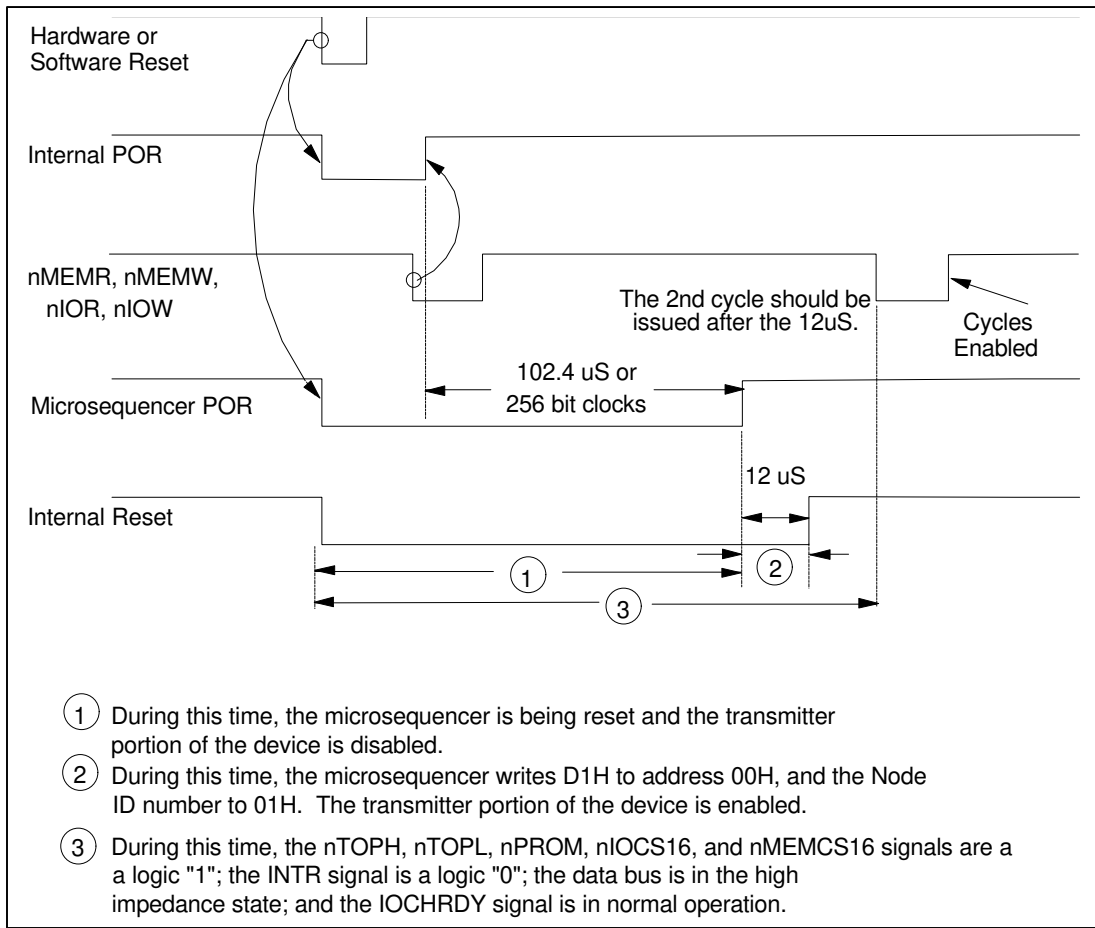 Hardware or
Software Reset
Internal POR
nMEMR, nMEMW,
nIOR, nIOW
The 2nd cycle should be
issued after the 12uS.
Cycles
Enabled
102.4 uS or
256 bit clocks
Microsequencer POR
12 uS
Internal Reset
1
2
3
1 During this time, the microsequencer is being reset and the transmitter
portion of the device is disabled.
2 During this time, the microsequencer writes D1H to address 00H, and the Node
ID number to 01H. The transmitter portion of the device is enabled.
3 During this time, the nTOPH, nTOPL, nPROM, nIOCS16, and nMEMCS16 signals are a
a logic "1"; the INTR signal is a logic "0"; the data bus is in the high
impedance state; and the IOCHRDY signal is in normal operation.